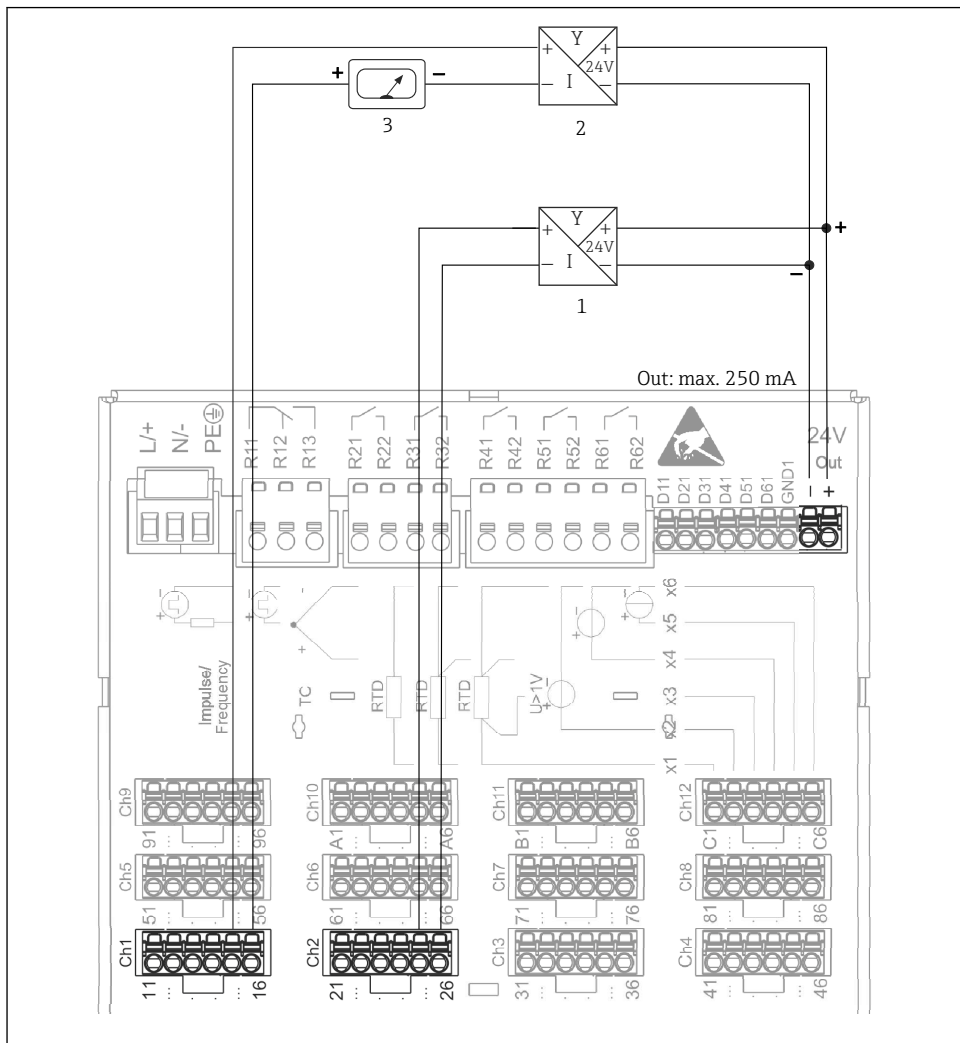 Y
+ +
24V
− I −
2
+ −
3
Y
+ +
24V
− I −
1
+
−
Out: max. 250 mA
L/+
N/-
PE
R11
R12
R13
R21
R22
R31
R32
R41
R42
R51
R52
R61
R62
D11
D21
D31
D41
D51
D61
GND1
24V
Out
− +
Impulse/
Frequency
+ -
+ -
-
+
TC
RTD
RTD
RTD
U>1V
+ -
+ -
+ -
x6
x5
x4
x3
x2
x1
Ch9
91 ... . ... 96
Ch10
A1 ... . ... A6
Ch11
B1 ... . ... B6
Ch12
C1 ... . ... C6
Ch5
51 ... . ... 56
Ch6
61 ... . ... 66
Ch7
71 ... . ... 76
Ch8
81 ... . ... 86
Ch1
11 ... . ... 16
Ch2
21 ... . ... 26
Ch3
31 ... . ... 36
Ch4
41 ... . ... 46